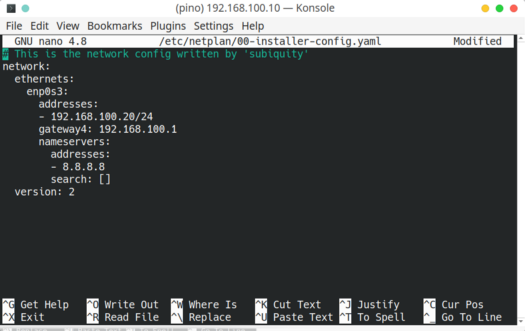 (pino) 192.168.100.10 — Konsole
File Edit View Bookmarks Plugins Settings Help
GNU nano 4.8 /etc/netplan/00-installer-config.yaml Modified
# This is the network config written by 'subiquity'
network:
  ethernets:
    enp0s3:
      addresses:
      - 192.168.100.20/24
      gateway4: 192.168.100.1
      nameservers:
        addresses:
        - 8.8.8.8
        search: []
  version: 2
^G Get Help ^O Write Out ^W Where Is ^K Cut Text ^J Justify ^C Cur Pos
^X Exit ^R Read File ^\ Replace ^U Paste Text ^T To Spell ^_ Go To Line